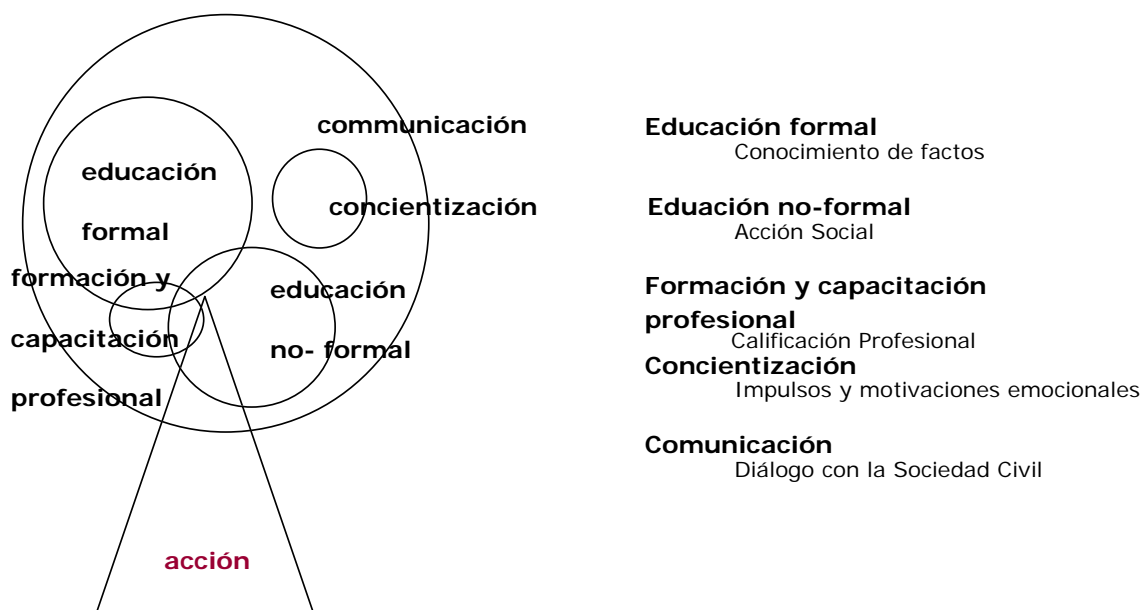 communicación
educación
formal
concientización
formación y
capacitación
profesional
educación
no- formal
acción
Educación formal
Conocimiento de factos
Eduación no-formal
Acción Social
Formación y capacitación
profesional
Calificación Profesional
Concientización
Impulsos y motivaciones emocionales
Comunicación
Diálogo con la Sociedad Civil